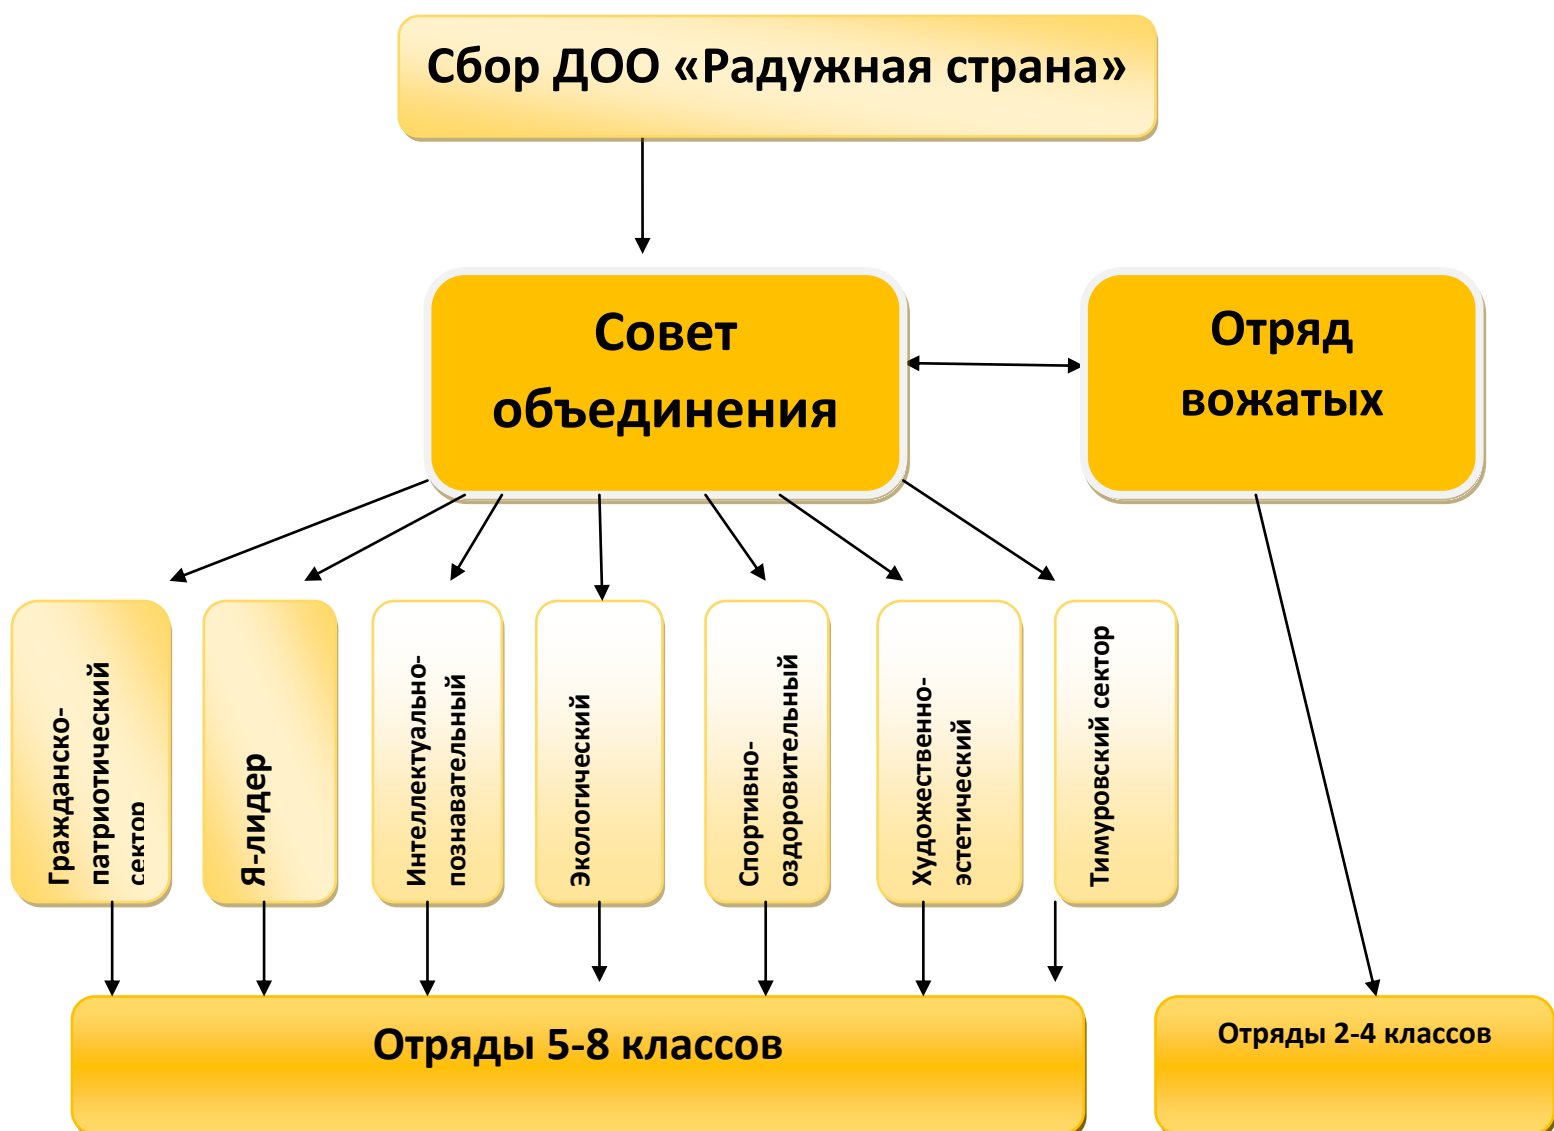 Сбор ДОО «Радужная страна»
Совет
объединения
Отряд
вожатых
Гражданско-
патриотический
сектор
Я-лидер
Интеллектуально-
познавательный
Экологический
Спортивно-
оздоровительный
Художественно-
эстетический
Тимуровский сектор
Отряды 5-8 классов
Отряды 2-4 классов